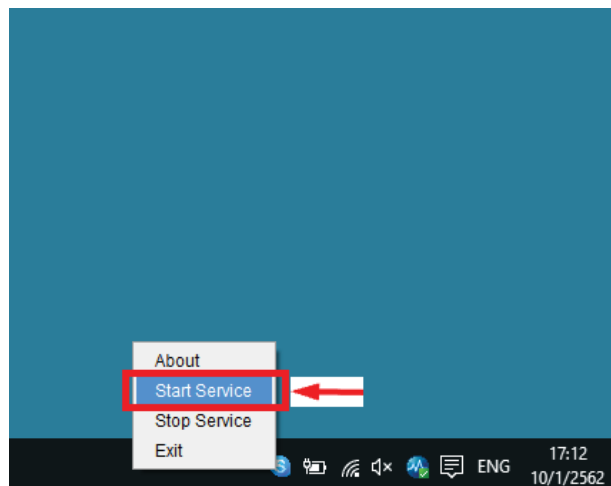 About
Start Service
Stop Service
Exit
ENG
17:12
10/1/2562